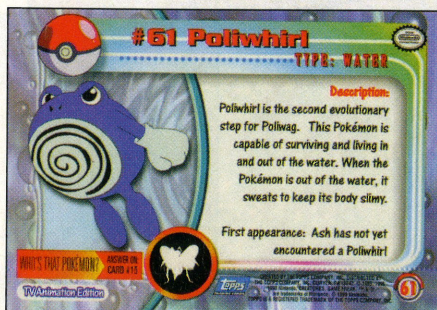 #61 Poliwhirl
TYPE: WATER
Description:
Poliwhirl is the second evolutionary
step for Poliwag. This Pokémon is
capable of surviving and living in
and out of the water. When the
Pokémon is out of the water, it
sweats to keep its body slimy.
First appearance: Ash has not yet
encountered a Poliwhirl
WHO'S THAT POKÉMON?
ANSWER ON
CARD #15
TV Animation Edition
Topps
61